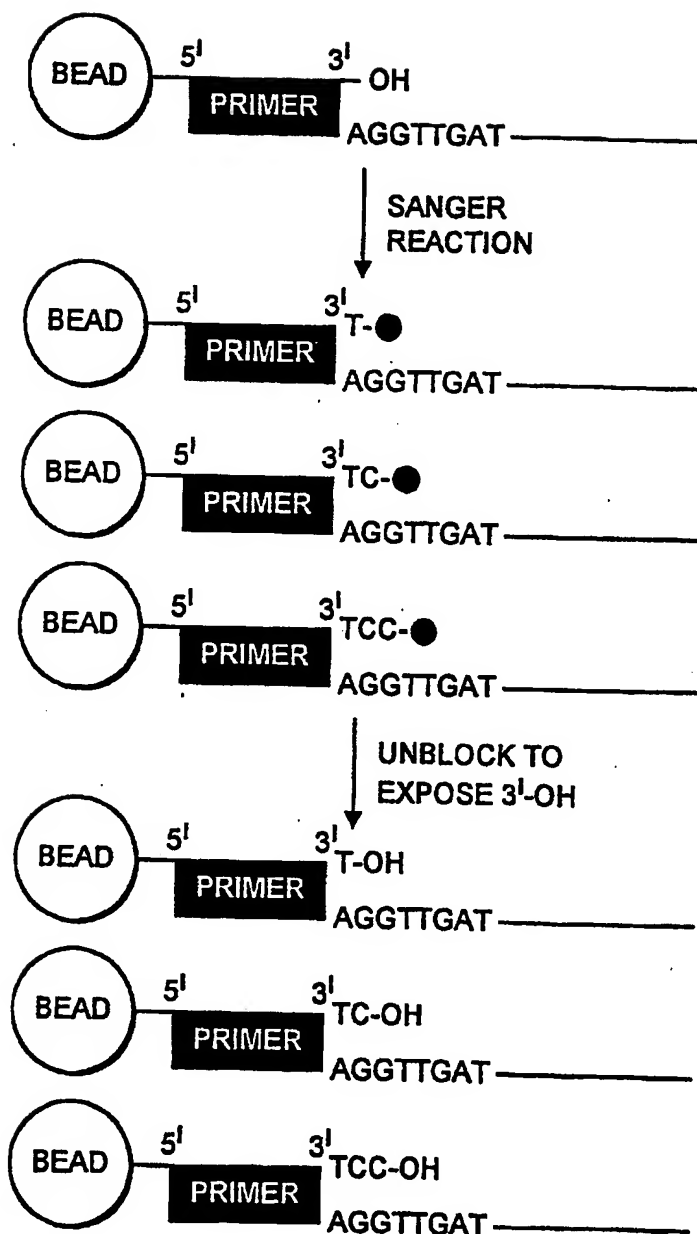 5' 3'
BEAD PRIMER OH
AGGTTGAT
SANGER
REACTION
5' 3'
BEAD PRIMER T-
AGGTTGAT
5' 3'
BEAD PRIMER TC-
AGGTTGAT
5' 3'
BEAD PRIMER TCC-
AGGTTGAT
UNBLOCK TO
EXPOSE 3'-OH
5' 3'
BEAD PRIMER T-OH
AGGTTGAT
5' 3'
BEAD PRIMER TC-OH
AGGTTGAT
5' 3'
BEAD PRIMER TCC-OH
AGGTTGAT